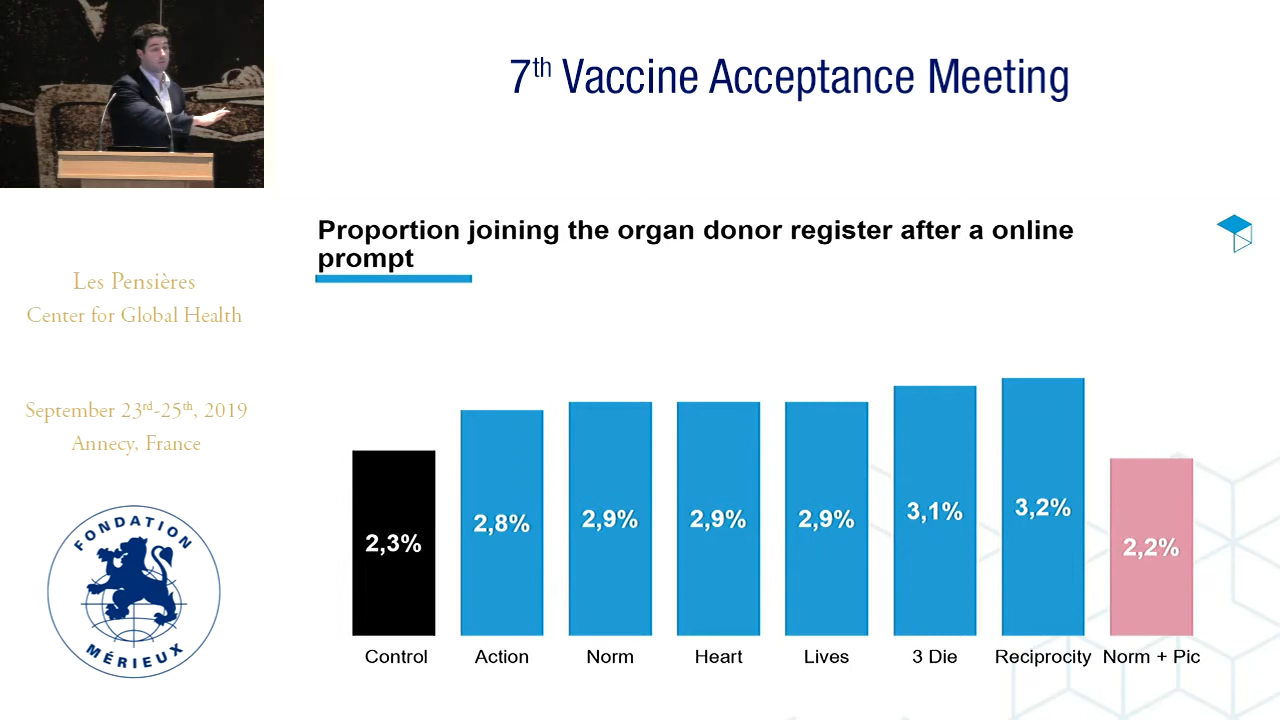 7th Vaccine Acceptance Meeting
Proportion joining the organ donor register after a online
prompt
Les Pensières
Center for Global Health
September 23rd-25th, 2019
Annecy, France
FONDATION
MÉRIEUX
2,3%
2,8%
2,9%
2,9%
2,9%
3,1%
3,2%
2,2%
Control
Action
Norm
Heart
Lives
3 Die
Reciprocity
Norm + Pic